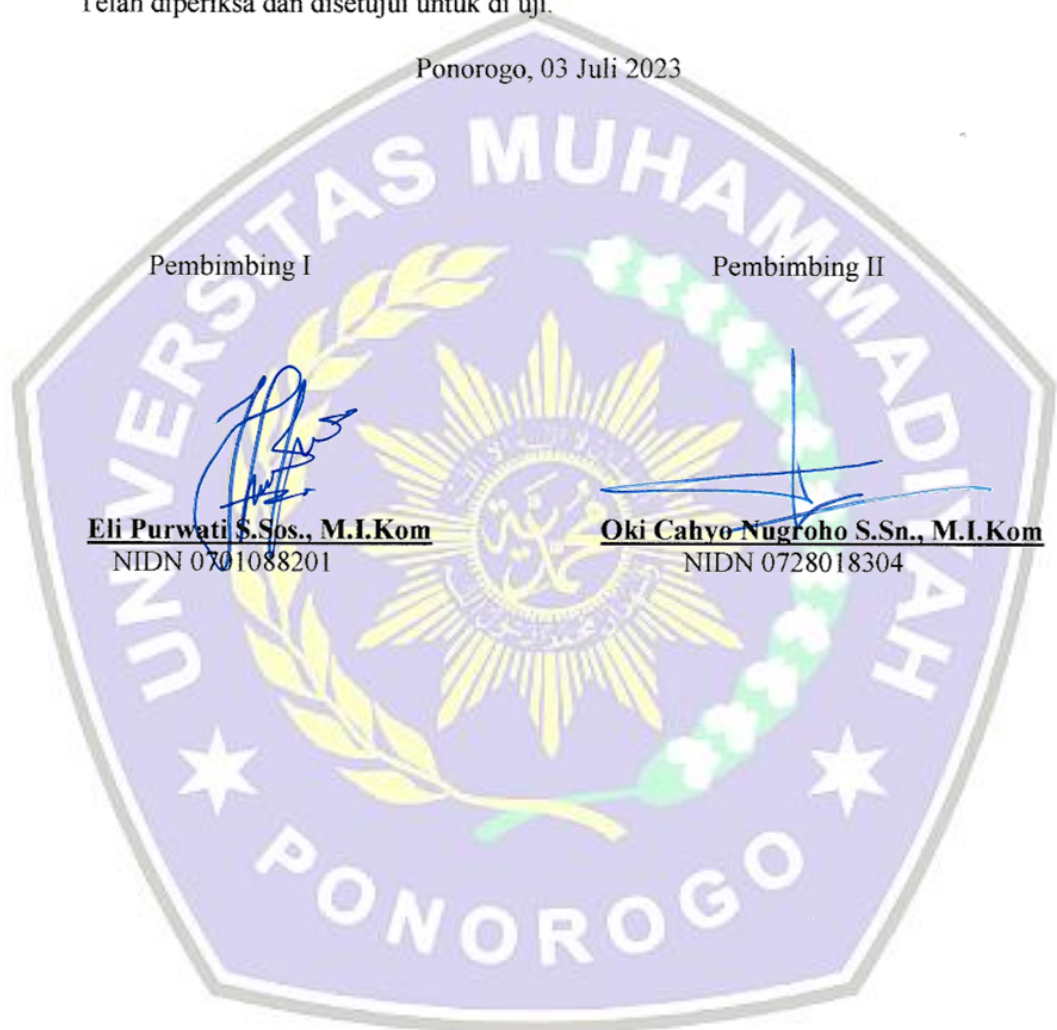 Telah diperiksa dan disetujui untuk di uji.
Ponorogo, 03 Juli 2023
Pembimbing I
Pembimbing II
Eli Purwati S.Sos., M.I.Kom
Oki Cahyo Nugroho S.Sn., M.I.Kom
NIDN 0701088201
NIDN 0728018304
UNIVERSITAS MUHAMMADIYAH
PONOROGO